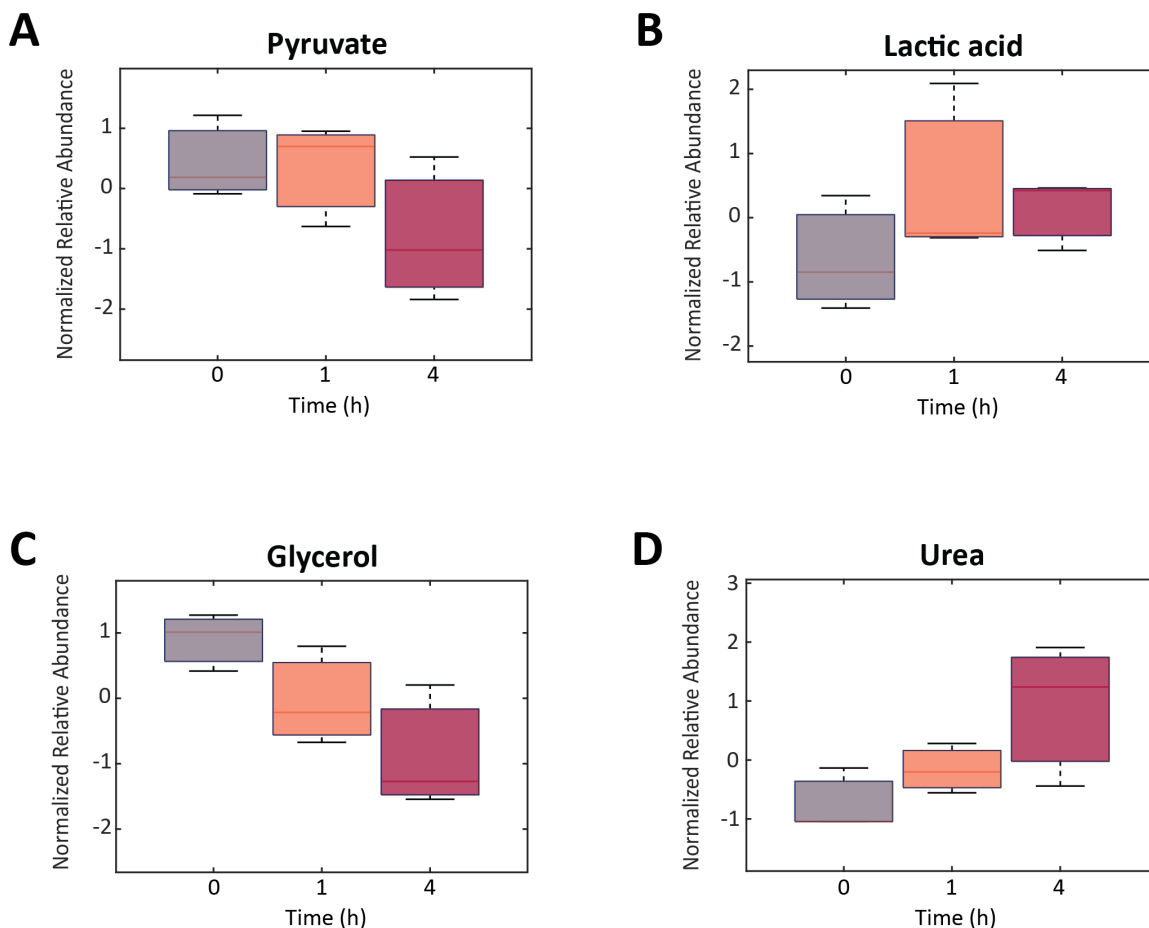 A
Pyruvate
Normalized Relative Abundance
1
0
-1
-2
0 1 4
Time (h)
B
Lactic acid
Normalized Relative Abundance
2
1
0
-1
-2
0 1 4
Time (h)
C
Glycerol
Normalized Relative Abundance
1
0
-1
-2
0 1 4
Time (h)
D
Urea
Normalized Relative Abundance
3
2
1
0
-1
0 1 4
Time (h)